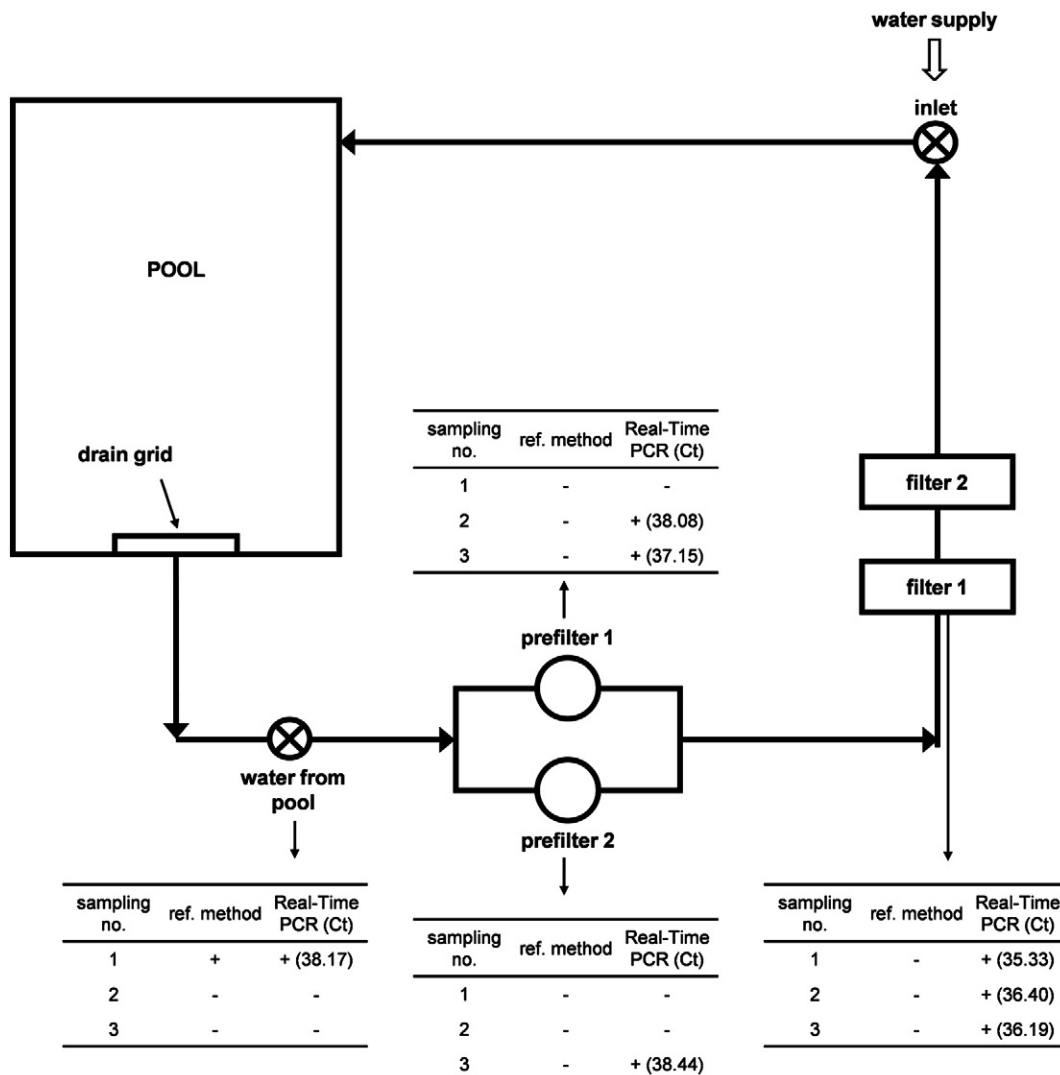 water supply
inlet
POOL
drain grid
sampling no. ref. method Real-Time PCR (Ct)
1 - -
2 - + (38.08)
3 - + (37.15)
prefilter 1
filter 2
filter 1
water from
pool
prefilter 2
sampling no. ref. method Real-Time PCR (Ct)
1 + + (38.17)
2 - -
3 - -
sampling no. ref. method Real-Time PCR (Ct)
1 - -
2 - -
3 - + (38.44)
sampling no. ref. method Real-Time PCR (Ct)
1 - + (35.33)
2 - + (36.40)
3 - + (36.19)